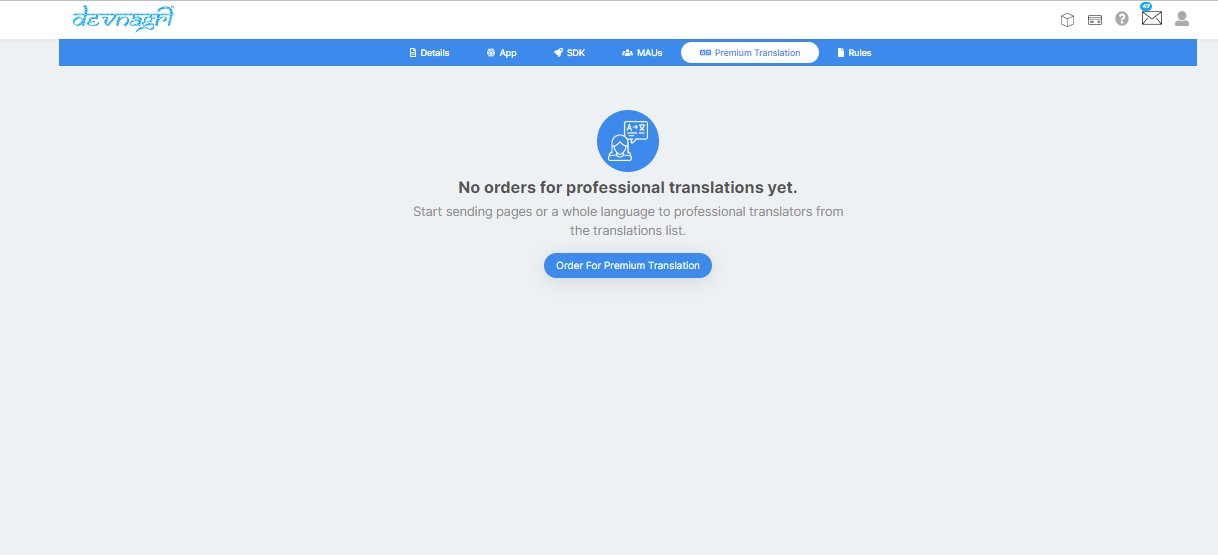 devnagri
47
Details App SDK MAUs Premium Translation Rules
No orders for professional translations yet.
Start sending pages or a whole language to professional translators from
the translations list.
Order For Premium Translation